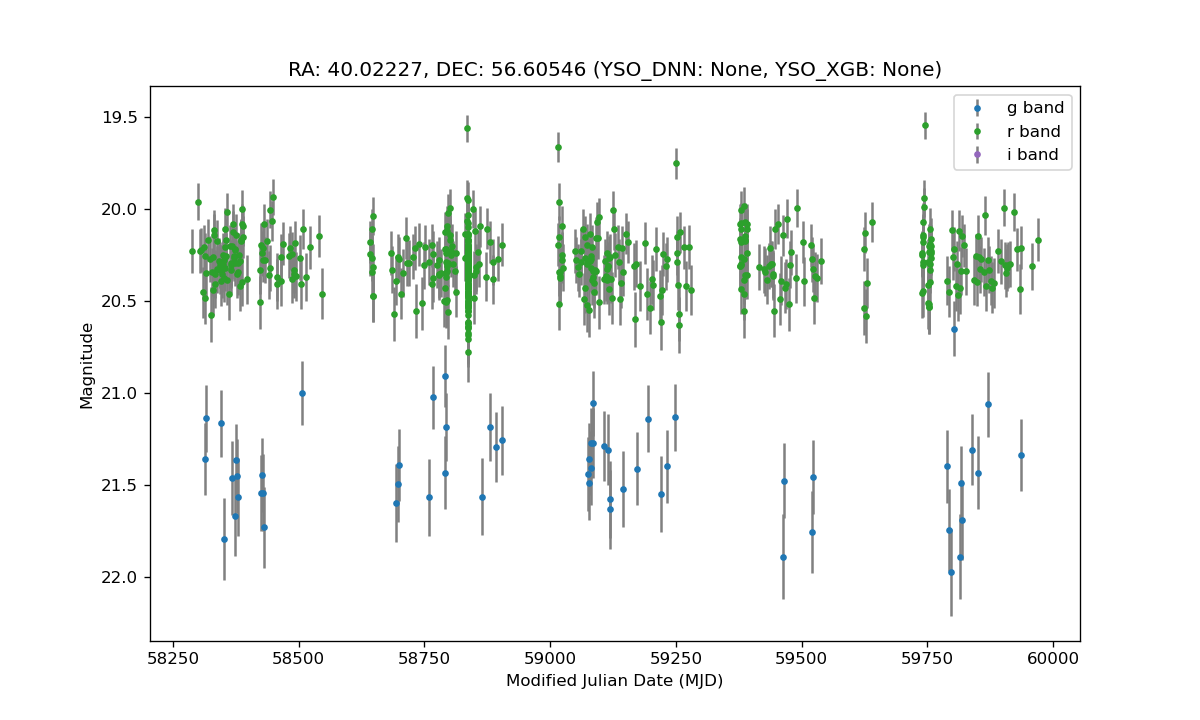 RA: 40.02227, DEC: 56.60546 (YSO_DNN: None, YSO_XGB: None)
g band
r band
i band
19.5
20.0
20.5
21.0
21.5
22.0
Magnitude
58250 58500 58750 59000 59250 59500 59750 60000
Modified Julian Date (MJD)